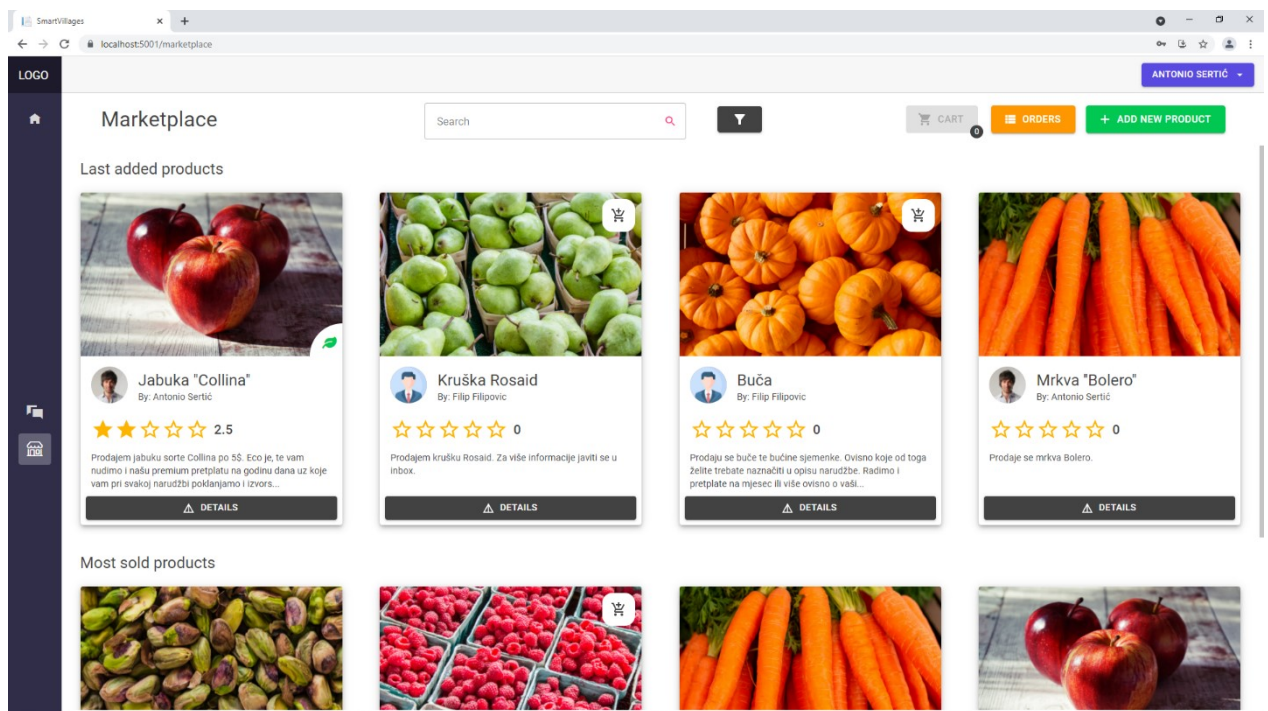 SmartVillages
localhost:5001/marketplace
LOGO
ANTONIO SERTIĆ
Marketplace
Search
CART
0
ORDERS
+ ADD NEW PRODUCT
Last added products
Jabuka "Collina"
By: Antonio Sertić
2.5
Prodajem jabuku sorte Collina po 5$. Eco je, te vam
nudimo i našu premium pretplatu na godinu dana uz koje
vam pri svakoj narudžbi poklanjamo i izvors...
DETAILS
Kruška Rosaid
By: Filip Filipovic
0
Prodajem krušku Rosaid. Za više informacije javiti se u
inbox.
DETAILS
Buča
By: Filip Filipovic
0
Prodaju se buče te bučine sjemenke. Ovisno koje od toga
želite trebate naznačiti u opisu narudžbe. Radimo i
pretplate na mjesec ili više ovisno o vaši...
DETAILS
Mrkva "Bolero"
By: Antonio Sertić
0
Prodaje se mrkva Bolero.
DETAILS
Most sold products